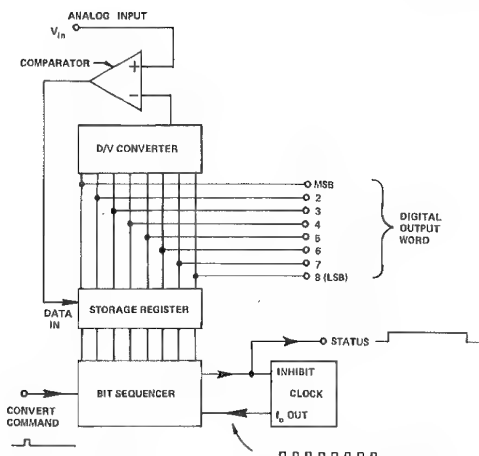 ANALOG INPUT
Vin
COMPARATOR
+
−
D/V CONVERTER
MSB
2
3
4
5
6
7
8 (LSB)
DIGITAL
OUTPUT
WORD
DATA
IN
STORAGE REGISTER
STATUS
BIT SEQUENCER
INHIBIT
CLOCK
fo OUT
CONVERT
COMMAND